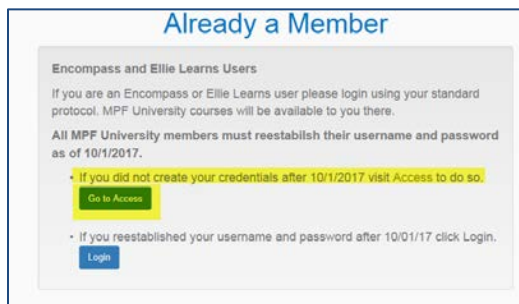 Already a Member
Encompass and Ellie Learns Users
If you are an Encompass or Ellie Learns user please login using your standard
protocol. MPF University courses will be available to you there.
All MPF University members must reestabilsh their username and password
as of 10/1/2017.
• If you did not create your credentials after 10/1/2017 visit Access to do so.
Go to Access
• If you reestablished your username and password after 10/01/17 click Login.
Login